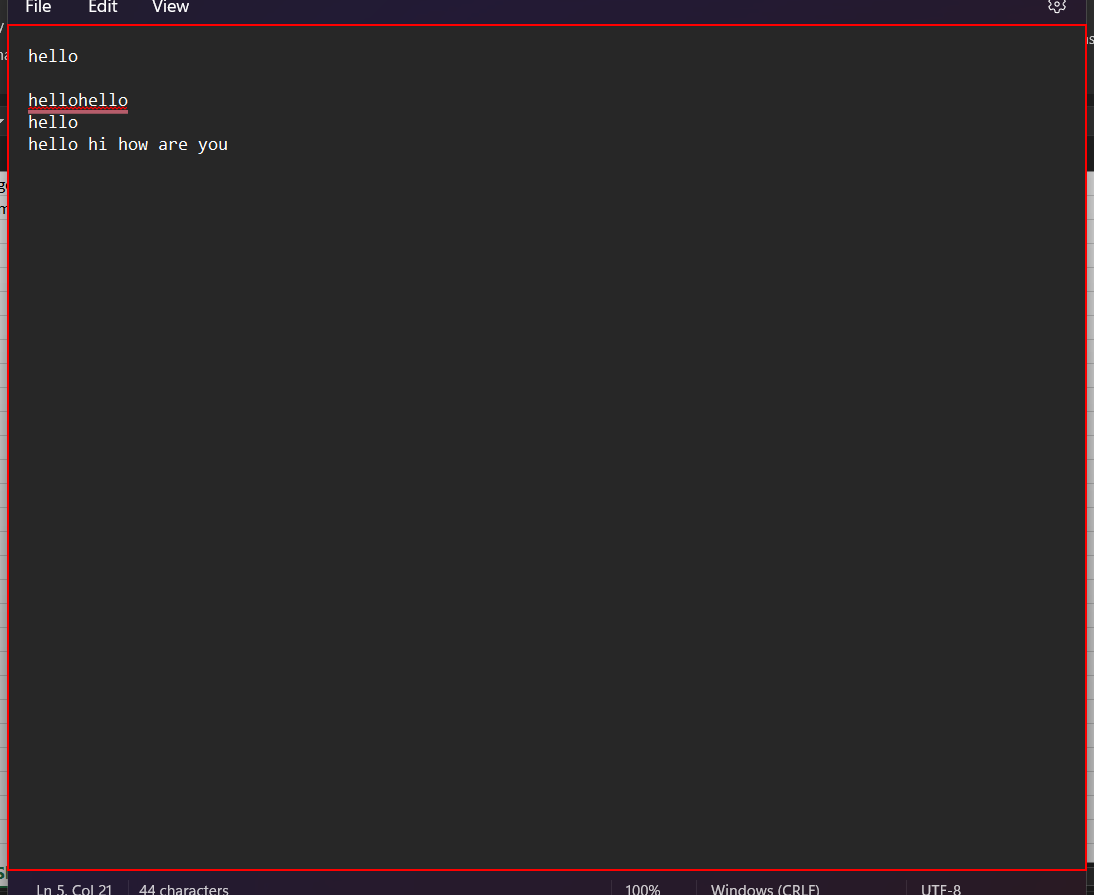 File Edit View
hello

hellohello
hello
hello hi how are you
Ln 5, Col 21 44 characters 100% Windows (CRLF) UTF-8